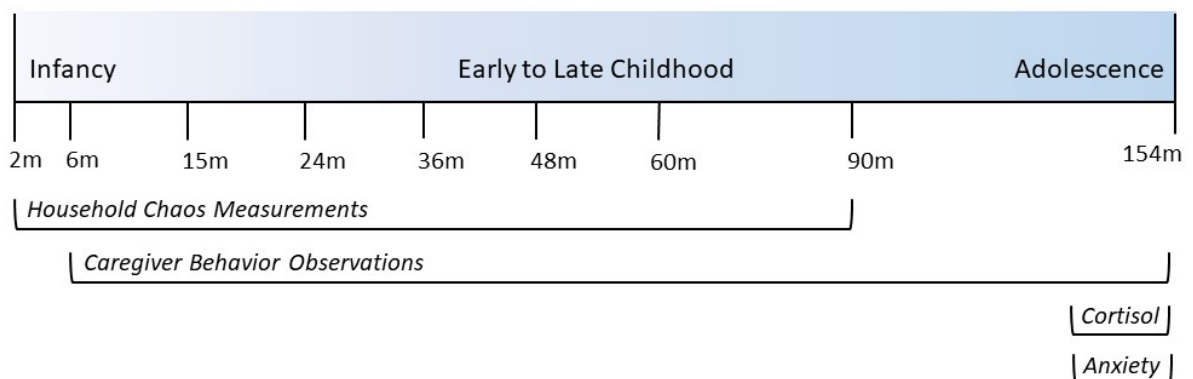 Infancy Early to Late Childhood Adolescence
2m 6m 15m 24m 36m 48m 60m 90m 154m
Household Chaos Measurements
Caregiver Behavior Observations
Cortisol
Anxiety